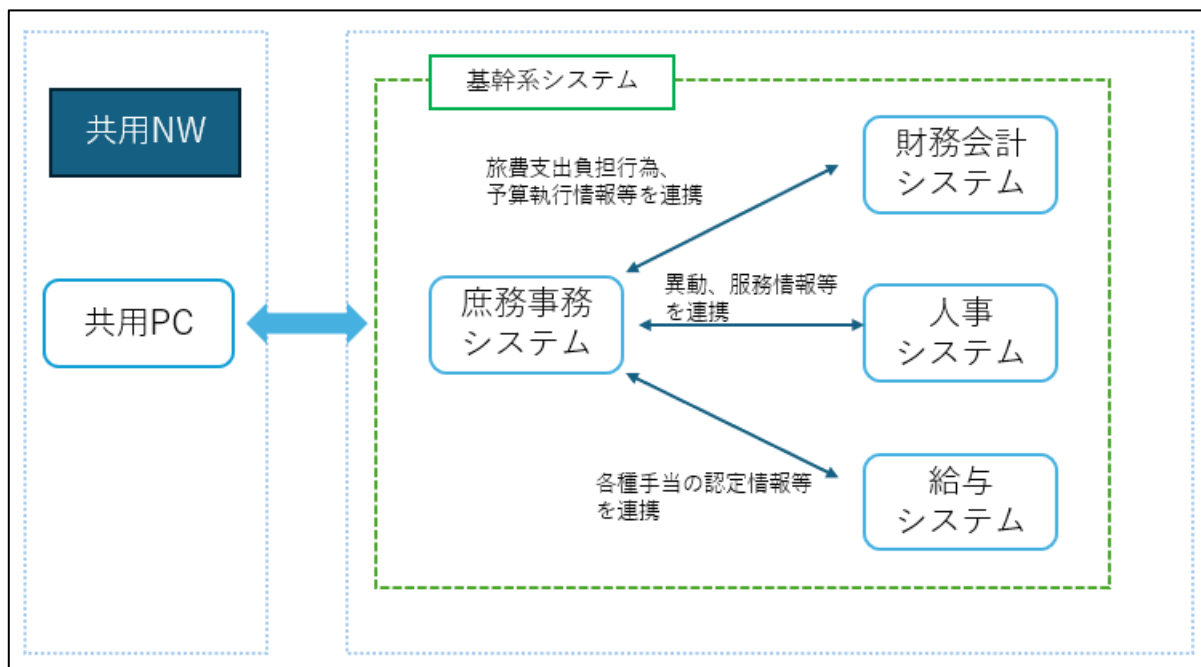 基幹系システム
共用NW
財務会計
システム
旅費支出負担行為、
予算執行情報等を連携
共用PC
庶務事務
システム
異動、服務情報等
を連携
人事
システム
各種手当の認定情報等
を連携
給与
システム